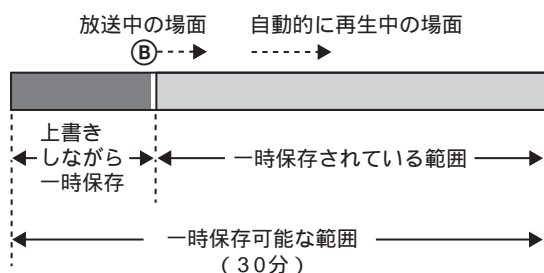 放送中の場面
自動的に再生中の場面
B
上書き
しながら
一時保存
一時保存されている範囲
一時保存可能な範囲
（30分）